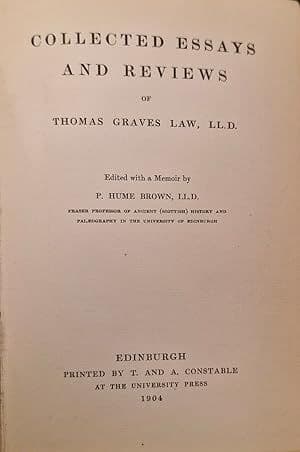 COLLECTED ESSAYS
AND REVIEWS
OF
THOMAS GRAVES LAW, LL.D.
Edited with a Memoir by
P. HUME BROWN, LL.D.
FRASER PROFESSOR OF ANCIENT (SCOTTISH) HISTORY AND
PALÆOGRAPHY IN THE UNIVERSITY OF EDINBURGH
EDINBURGH
PRINTED BY T. AND A. CONSTABLE
AT THE UNIVERSITY PRESS
1904